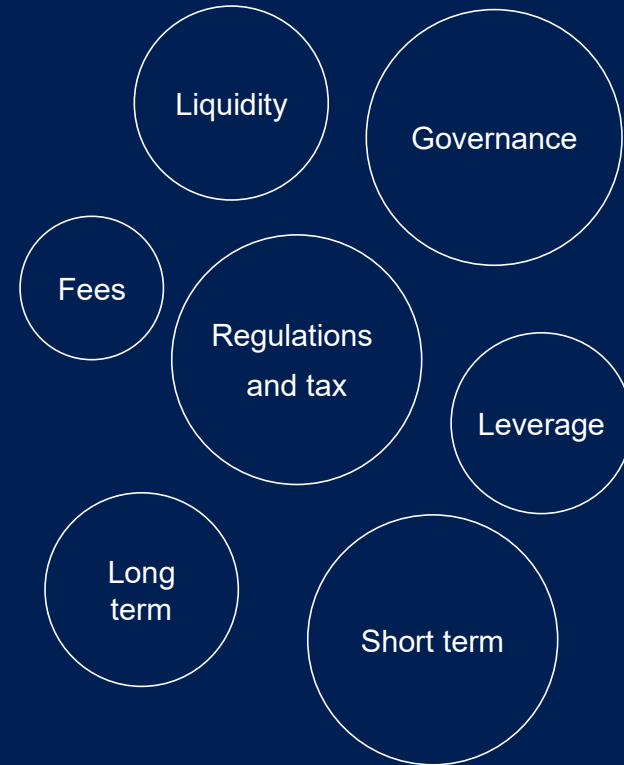 Liquidity
Governance
Fees
Regulations
and tax
Leverage
Long
term
Short term